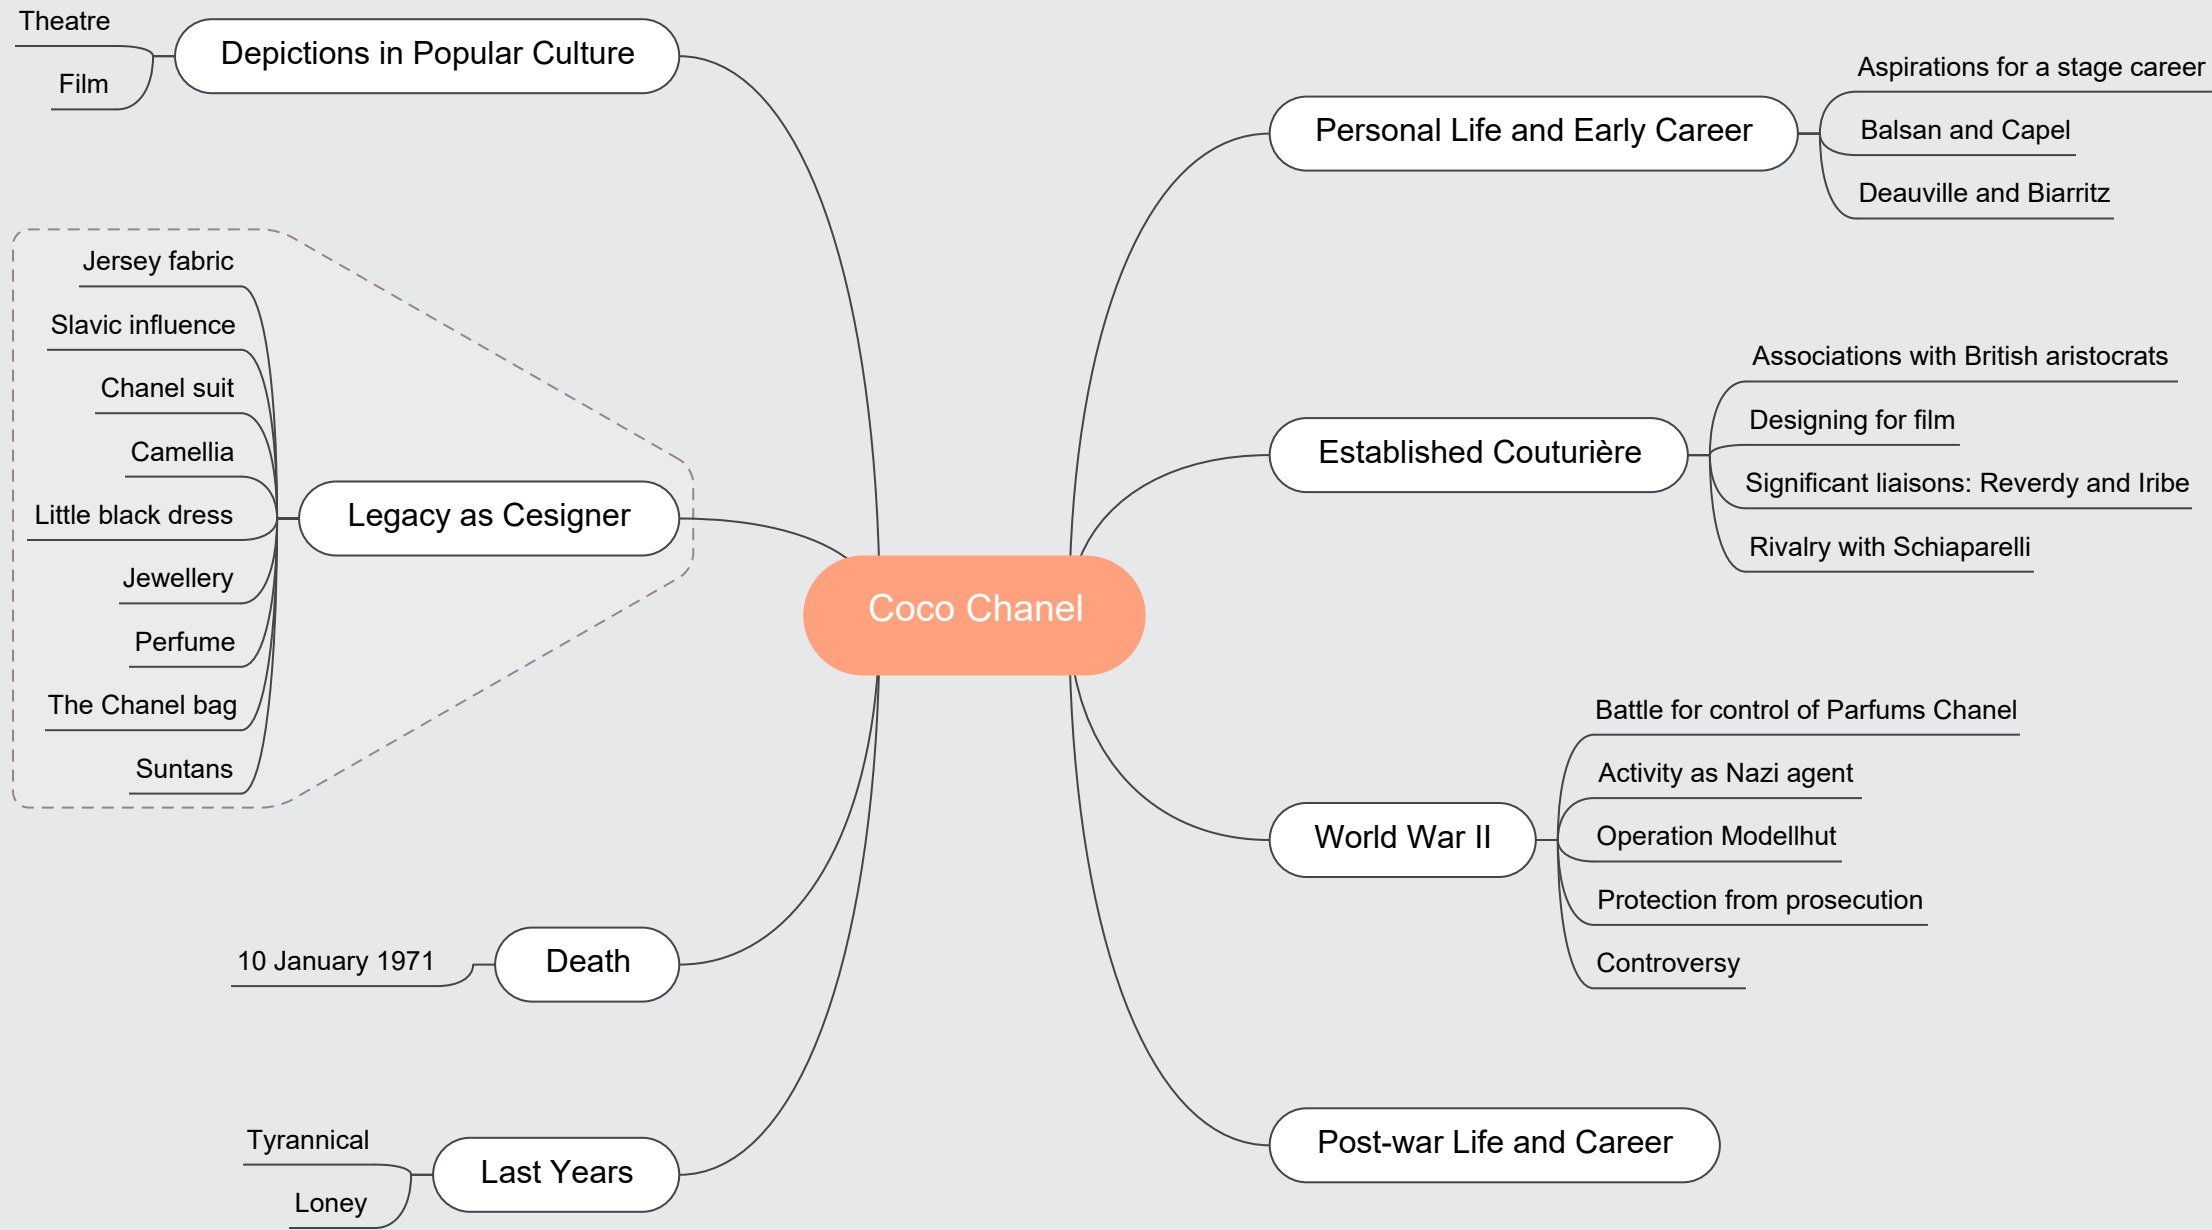 Coco Chanel
Personal Life and Early Career
Aspirations for a stage career
Balsan and Capel
Deauville and Biarritz
Established Couturière
Associations with British aristocrats
Designing for film
Significant liaisons: Reverdy and Iribe
Rivalry with Schiaparelli
World War II
Battle for control of Parfums Chanel
Activity as Nazi agent
Operation Modellhut
Protection from prosecution
Controversy
Post-war Life and Career
Depictions in Popular Culture
Theatre
Film
Legacy as Cesigner
Jersey fabric
Slavic influence
Chanel suit
Camellia
Little black dress
Jewellery
Perfume
The Chanel bag
Suntans
Death
10 January 1971
Last Years
Tyrannical
Loney